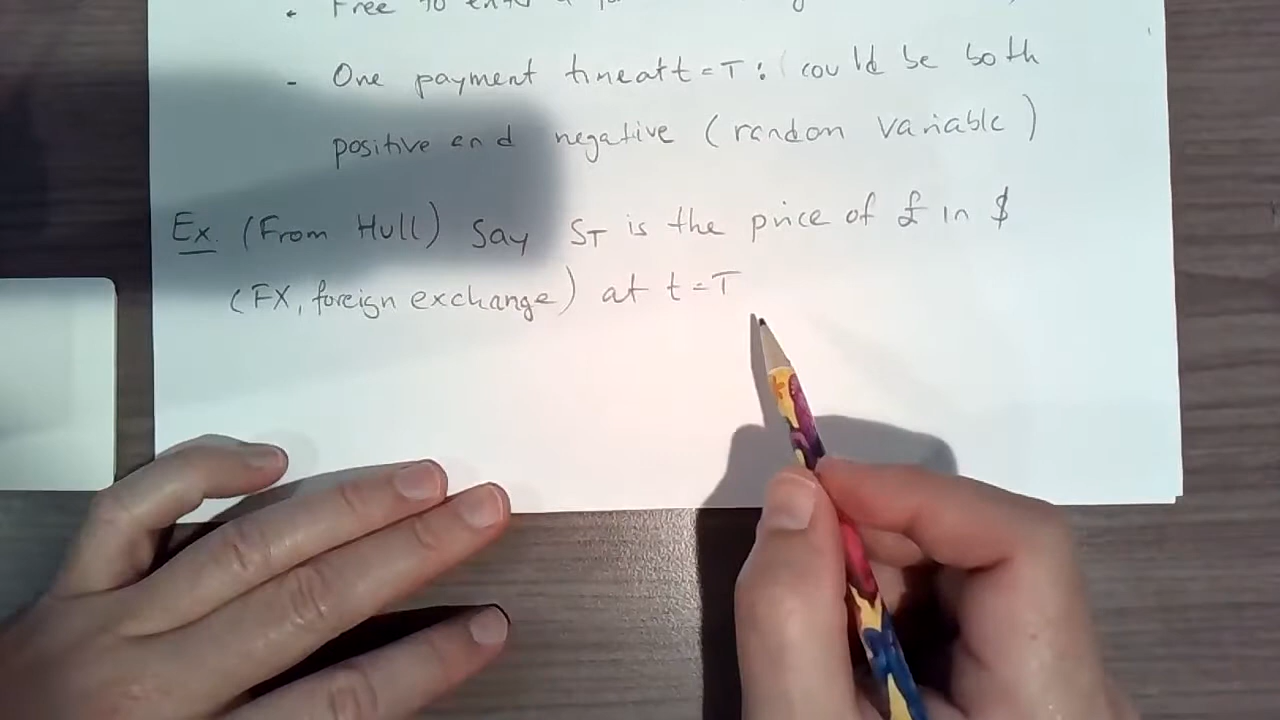 - One payment time at t = T : could be both
positive and negative (random variable)
Ex. (From Hull) Say ST is the price of £ in $
(FX, foreign exchange) at t = T